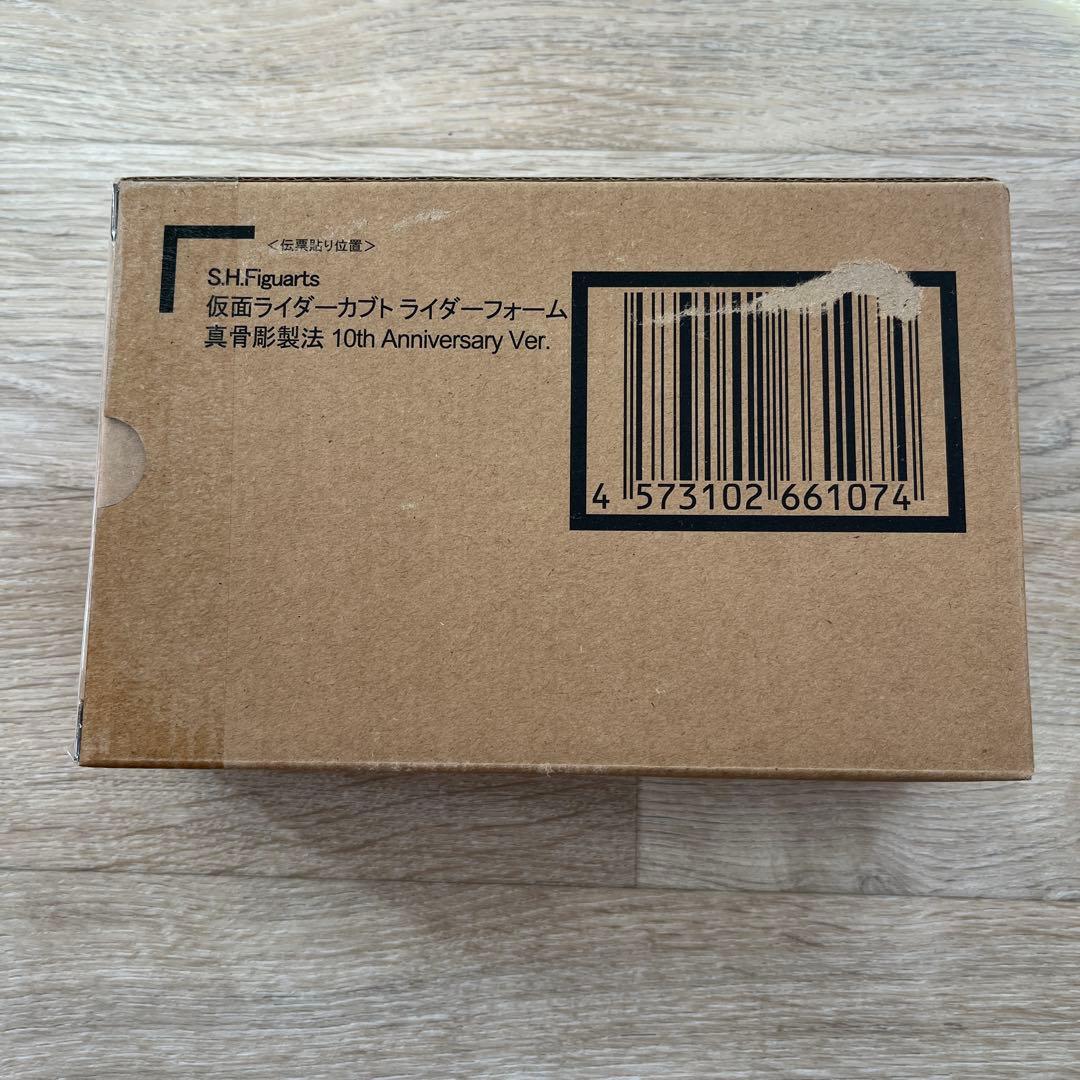 <伝票貼り位置>
S.H.Figuarts
仮面ライダーカブト ライダーフォーム
真骨彫製法 10th Anniversary Ver.
4 573102 661074